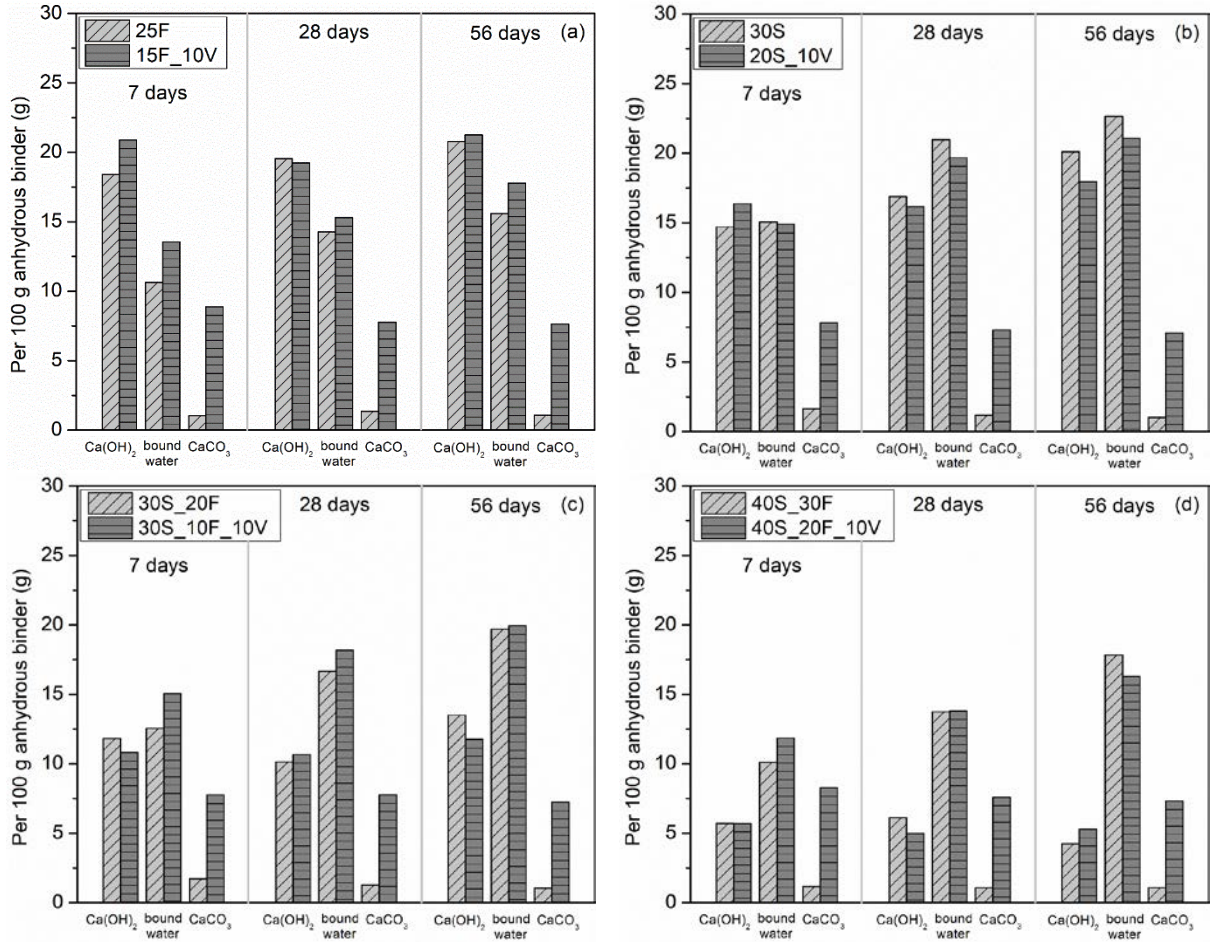 25F
15F_10V
28 days
56 days
(a)
7 days
30
25
20
15
10
5
0
Per 100 g anhydrous binder (g)
Ca(OH)₂ bound water CaCO₃
Ca(OH)₂ bound water CaCO₃
Ca(OH)₂ bound water CaCO₃
30S
20S_10V
28 days
56 days
(b)
7 days
30
25
20
15
10
5
0
Per 100 g anhydrous binder (g)
Ca(OH)₂ bound water CaCO₃
Ca(OH)₂ bound water CaCO₃
Ca(OH)₂ bound water CaCO₃
30S_20F
30S_10F_10V
28 days
56 days
(c)
7 days
30
25
20
15
10
5
0
Per 100 g anhydrous binder (g)
Ca(OH)₂ bound water CaCO₃
Ca(OH)₂ bound water CaCO₃
Ca(OH)₂ bound water CaCO₃
40S_30F
40S_20F_10V
28 days
56 days
(d)
7 days
30
25
20
15
10
5
0
Per 100 g anhydrous binder (g)
Ca(OH)₂ bound water CaCO₃
Ca(OH)₂ bound water CaCO₃
Ca(OH)₂ bound water CaCO₃